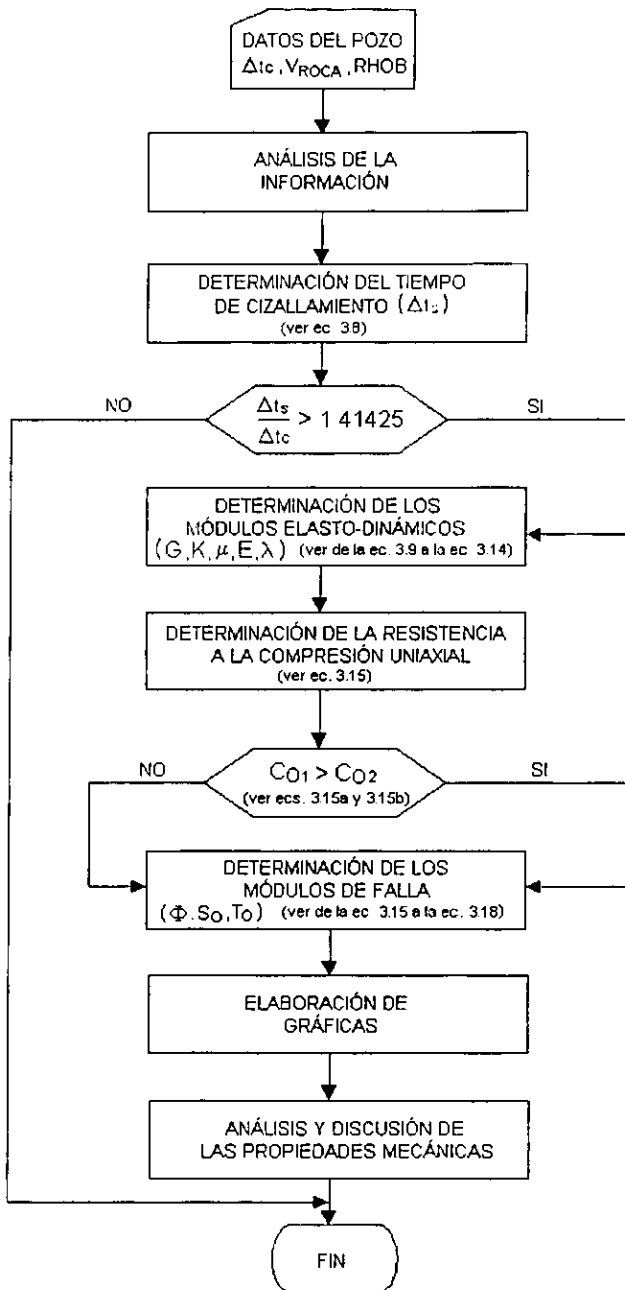 DATOS DEL POZO
Δtc, VROCA, RHOB
ANÁLISIS DE LA
INFORMACIÓN
DETERMINACIÓN DEL TIEMPO
DE CIZALLAMIENTO (Δts)
(ver ec 3.8)
NO
Δts
Δtc
> 1 41425
SI
DETERMINACIÓN DE LOS
MÓDULOS ELASTO-DINÁMICOS
(G,K,μ,E,λ) (ver de la ec. 3.9 a la ec 3.14)
DETERMINACIÓN DE LA RESISTENCIA
A LA COMPRESIÓN UNIAXIAL
(ver ec. 3.15)
NO
CO1 > CO2
SI
(ver ecs. 3.15a y 3.15b)
DETERMINACIÓN DE LOS
MÓDULOS DE FALLA
(Φ.SO,TO) (ver de la ec 3.15 a la ec. 3.18)
ELABORACIÓN DE
GRÁFICAS
ANÁLISIS Y DISCUSIÓN DE
LAS PROPIEDADES MECÁNICAS
FIN